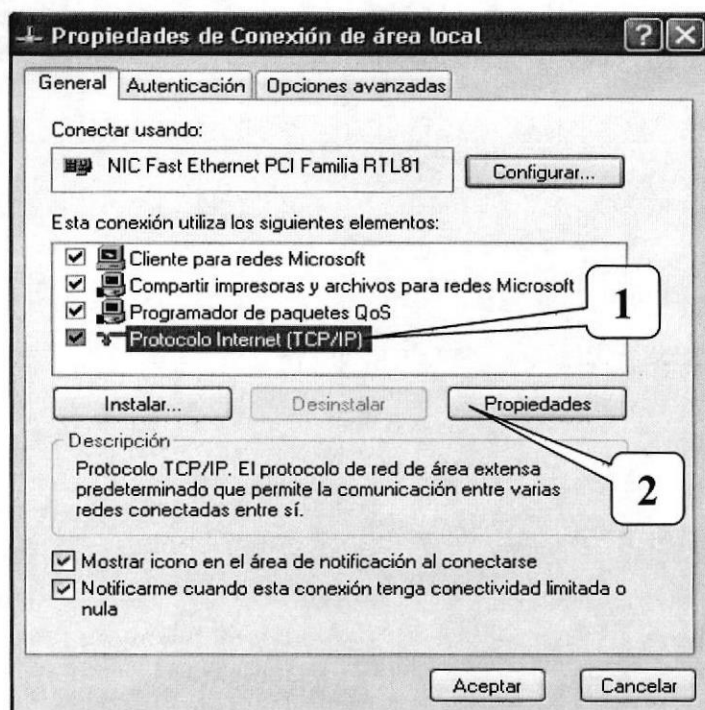 Propiedades de Conexión de área local
General Autenticación Opciones avanzadas
Conectar usando:
NIC Fast Ethernet PCI Familia RTL81 Configurar...
Esta conexión utiliza los siguientes elementos:
Cliente para redes Microsoft
Compartir impresoras y archivos para redes Microsoft
Programador de paquetes QoS
Protocolo Internet (TCP/IP)
1
Instalar... Desinstalar Propiedades
Descripción
Protocolo TCP/IP. El protocolo de red de área extensa
predeterminado que permite la comunicación entre varias
redes conectadas entre sí.
2
Mostrar icono en el área de notificación al conectarse
Notificarme cuando esta conexión tenga conectividad limitada o
nula
Aceptar Cancelar